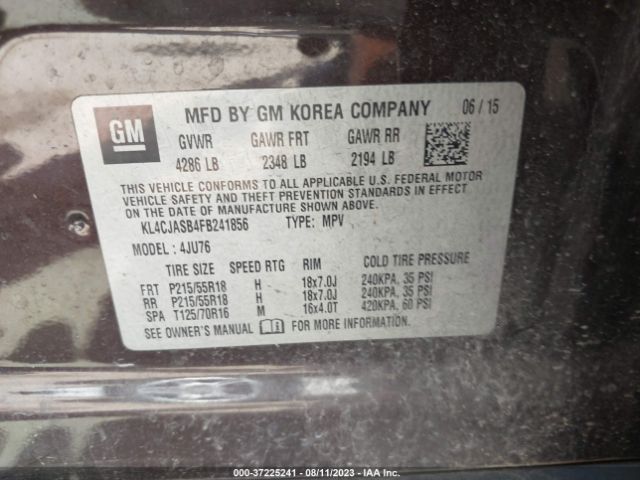 GM
MFD BY GM KOREA COMPANY 06 / 15
GVWR GAWR FRT GAWR RR
4286 LB 2348 LB 2194 LB
THIS VEHICLE CONFORMS TO ALL APPLICABLE U.S. FEDERAL MOTOR
VEHICLE SAFETY AND THEFT PREVENTION STANDARDS IN EFFECT
ON THE DATE OF MANUFACTURE SHOWN ABOVE.
KL4CJASB4FB241856 TYPE: MPV
MODEL : 4JU76
TIRE SIZE SPEED RTG RIM COLD TIRE PRESSURE
FRT P215/55R18 H 18x7.0J 240KPA, 35 PSI
RR P215/55R18 H 18x7.0J 240KPA, 35 PSI
SPA T125/70R16 M 16x4.0T 420KPA, 60 PSI
SEE OWNER'S MANUAL FOR MORE INFORMATION.
000-37225241 - 08/11/2023 - IAA Inc.